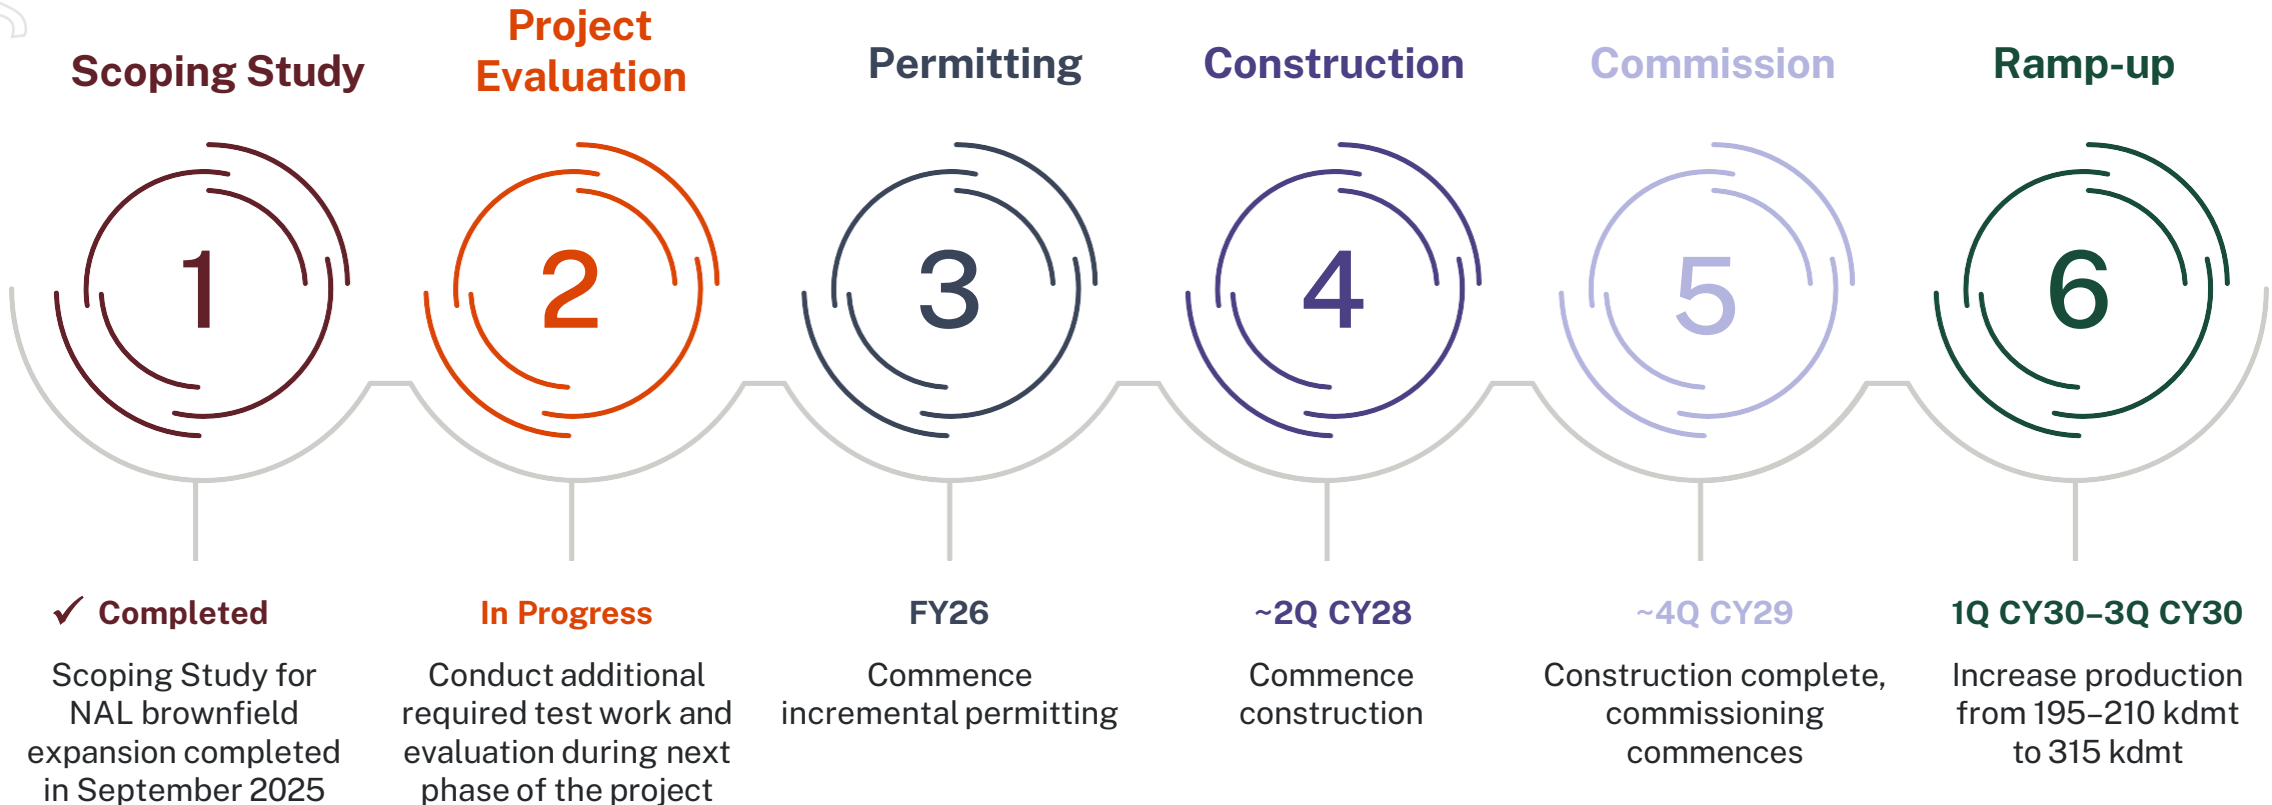 Scoping Study
1
✓ Completed
Scoping Study for
NAL brownfield
expansion completed
in September 2025
Project
Evaluation
2
In Progress
Conduct additional
required test work and
evaluation during next
phase of the project
Permitting
3
FY26
Commence
incremental permitting
Construction
4
~2Q CY28
Commence
construction
Commission
5
~4Q CY29
Construction complete,
commissioning
commences
Ramp-up
6
1Q CY30–3Q CY30
Increase production
from 195–210 kdmt
to 315 kdmt